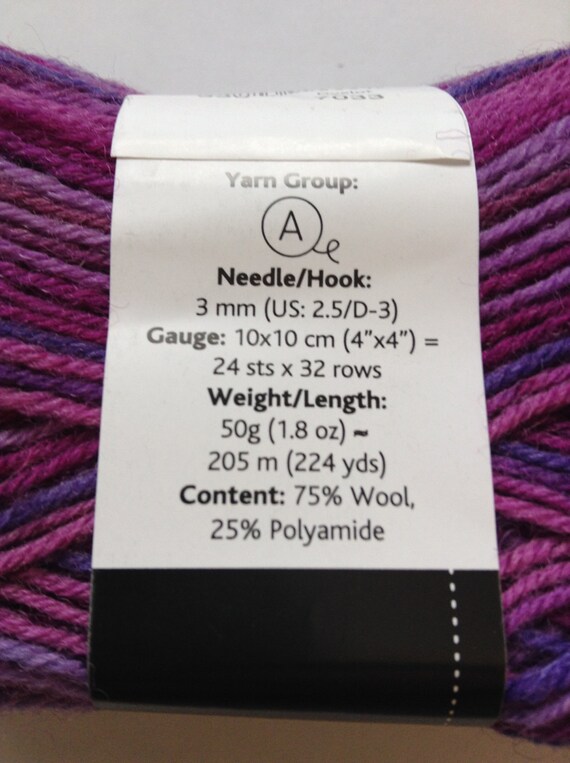 7033
Yarn Group:
A
Needle/Hook:
3 mm (US: 2.5/D-3)
Gauge: 10x10 cm (4”x4”) =
24 sts x 32 rows
Weight/Length:
50g (1.8 oz) ~
205 m (224 yds)
Content: 75% Wool,
25% Polyamide